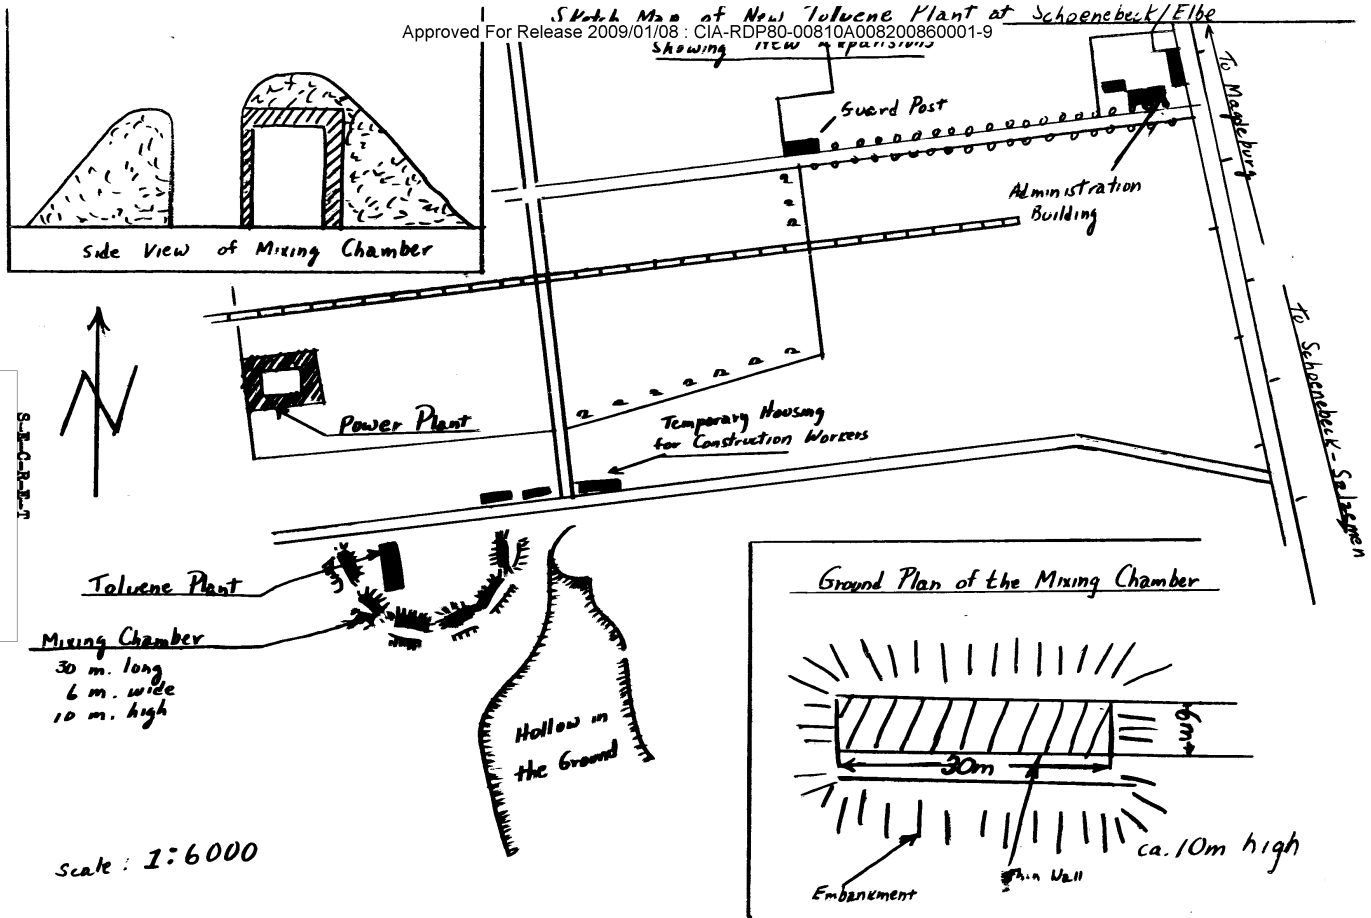 Sketch Map of New Toluene Plant at Schoenebeck/Elbe
Approved For Release 2009/01/08 : CIA-RDP80-00810A008200860001-9
Showing New Expansions
Side View of Mixing Chamber
Guard Post
Administration
Building
To Magdeburg
To Schoenebeck-Salzemen
S-E-C-R-E-T
N
Power Plant
Temporary Housing
for Construction Workers
Toluene Plant
Mixing Chamber
30 m. long
6 m. wide
10 m. high
Hollow in
the Ground
Scale : 1:6000
Ground Plan of the Mixing Chamber
6m
30m
ca. 10m high
Thin Wall
Embankment